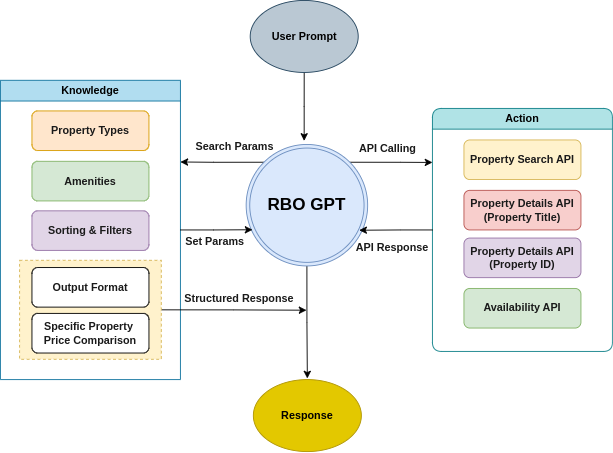 User Prompt
Knowledge
Property Types
Amenities
Sorting & Filters
Output Format
Specific Property
Price Comparison
Search Params
Set Params
Structured Response
RBO GPT
API Calling
API Response
Action
Property Search API
Property Details API
(Property Title)
Property Details API
(Property ID)
Availability API
Response